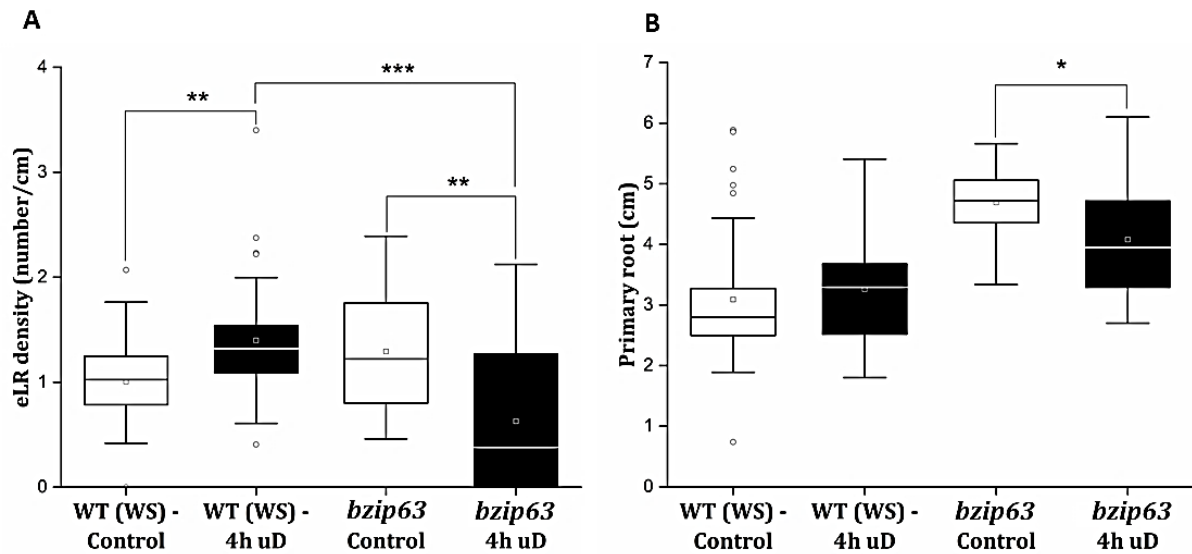 A
eLR density (number/cm)
4
3
2
1
0
**
***
**
WT (WS) -
Control
WT (WS) -
4h uD
bzip63
Control
bzip63
4h uD
B
Primary root (cm)
7
6
5
4
3
2
1
0
*
WT (WS) -
Control
WT (WS) -
4h uD
bzip63
Control
bzip63
4h uD